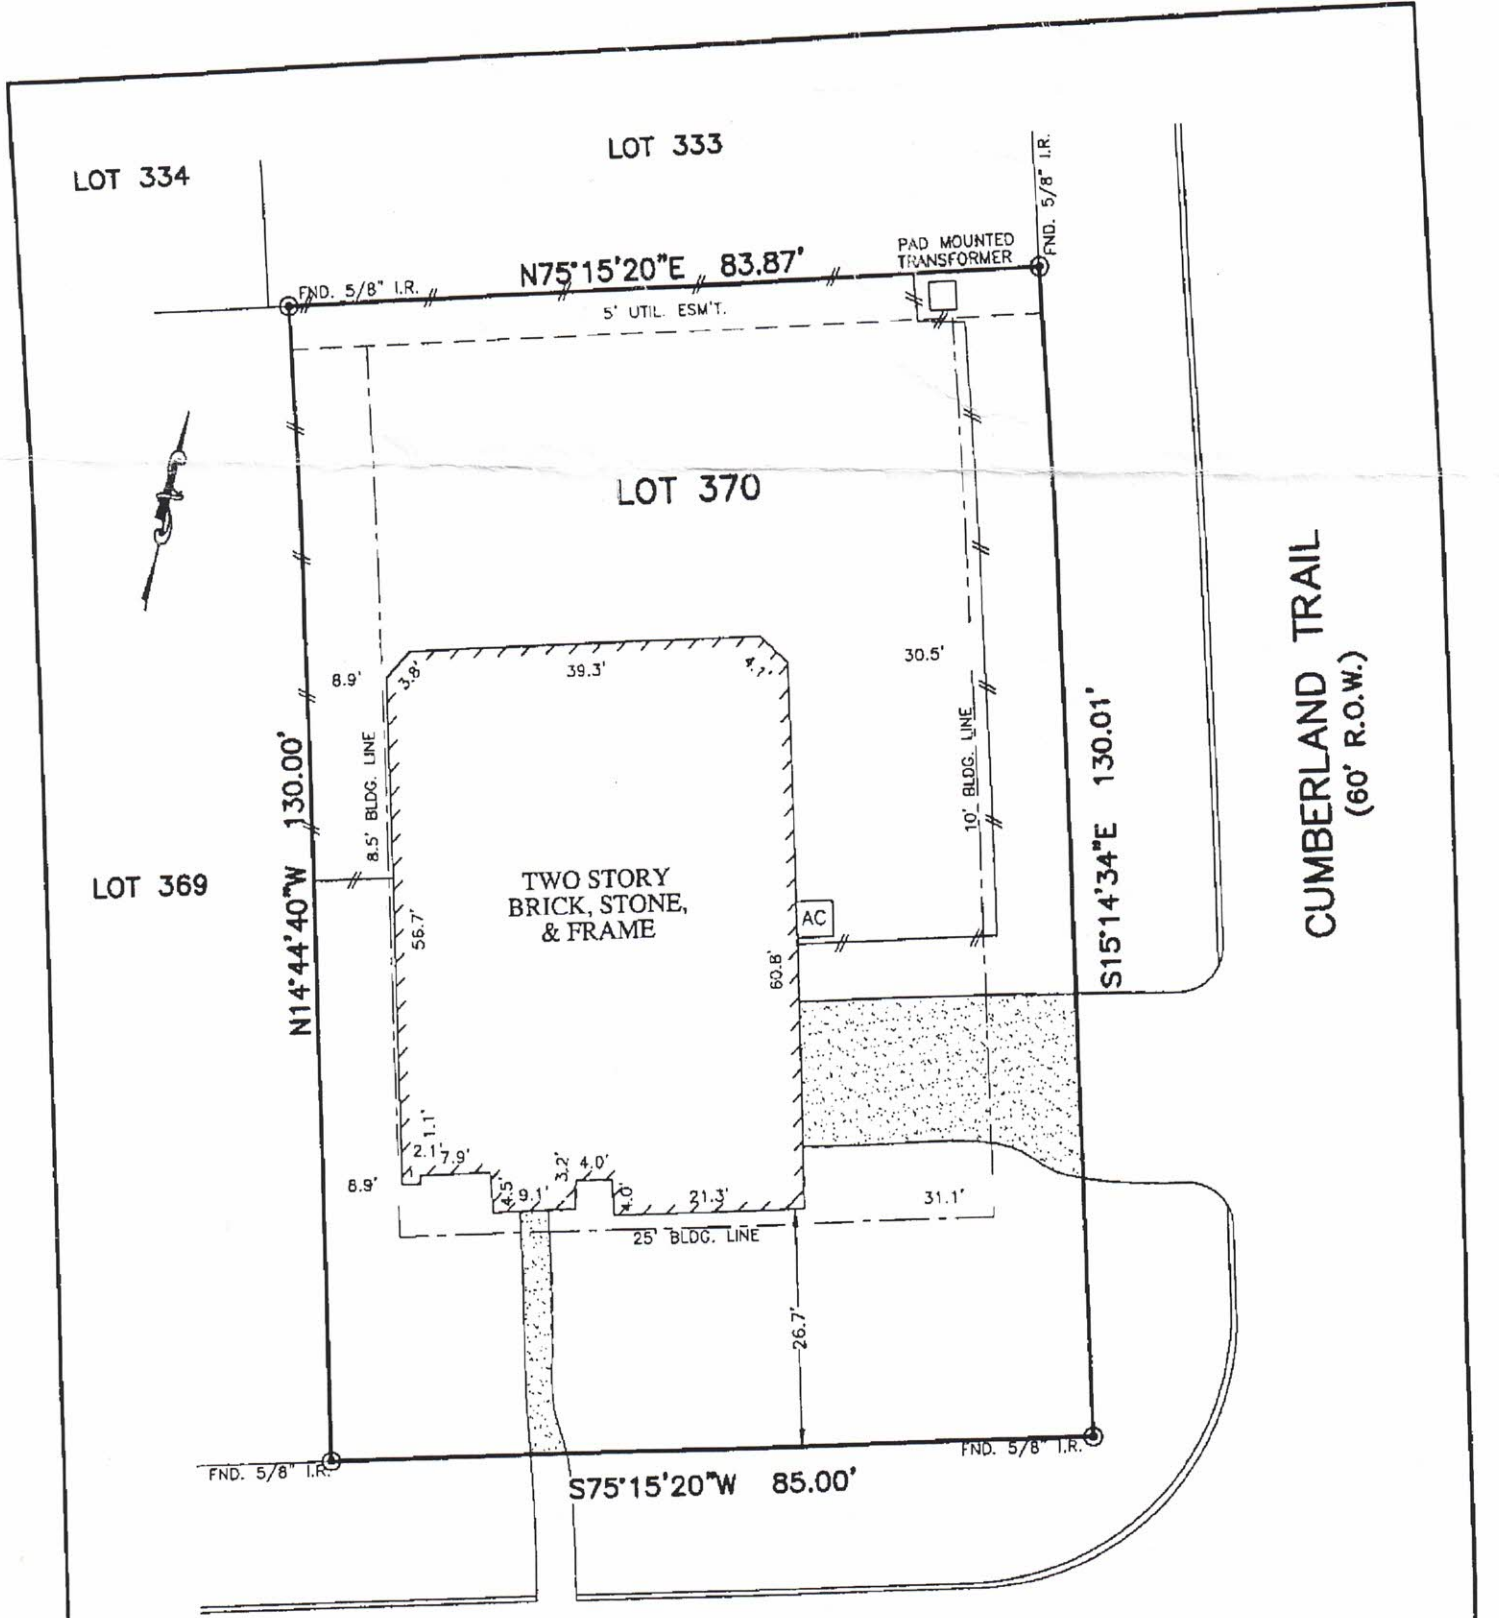 LOT 333
LOT 334
FND. 5/8" I.R.
PAD MOUNTED
TRANSFORMER
N75°15'20"E 83.87'
FND. 5/8" I.R.
5' UTIL. ESM'T.
LOT 370
CUMBERLAND TRAIL
(60' R.O.W.)
30.5'
39.3'
3.8'
8.9'
8.5' BLDG. LINE
10' BLDG. LINE
N14°44'40"W 130.00'
S15°14'34"E 130.01'
LOT 369
TWO STORY
BRICK, STONE,
& FRAME
AC
56.7'
60.8'
1.1'
2.1'
7.9'
3.2'
4.0'
8.9'
4.5'
9.1'
4.0'
21.3'
31.1'
25' BLDG. LINE
26.7'
FND. 5/8" I.R.
FND. 5/8" I.R.
S75°15'20"W 85.00'